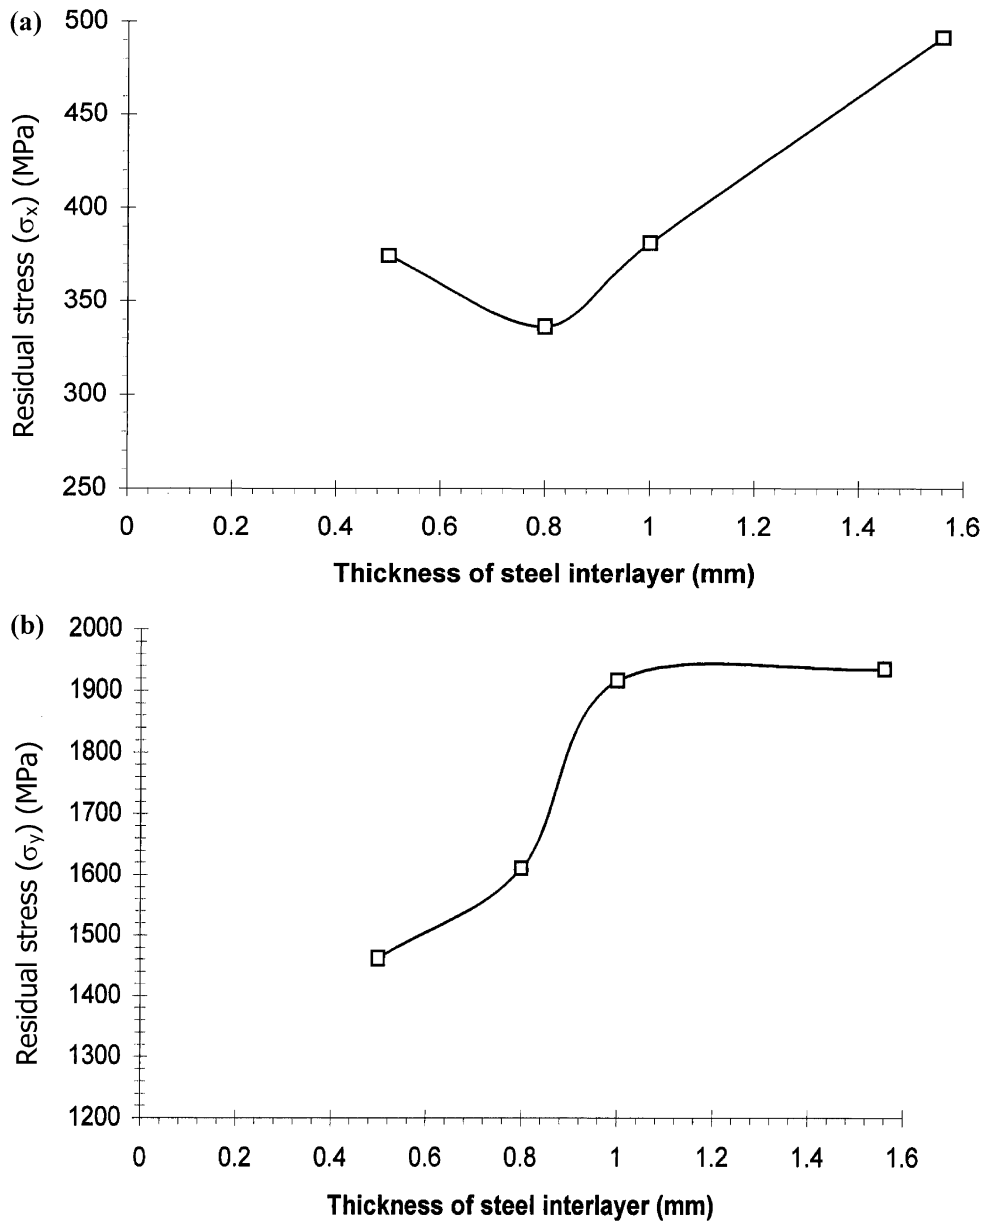 (a)
Residual stress (σx) (MPa)
500
450
400
350
300
250
0 0.2 0.4 0.6 0.8 1 1.2 1.4 1.6
Thickness of steel interlayer (mm)
(b)
Residual stress (σy) (MPa)
2000
1900
1800
1700
1600
1500
1400
1300
1200
0 0.2 0.4 0.6 0.8 1 1.2 1.4 1.6
Thickness of steel interlayer (mm)